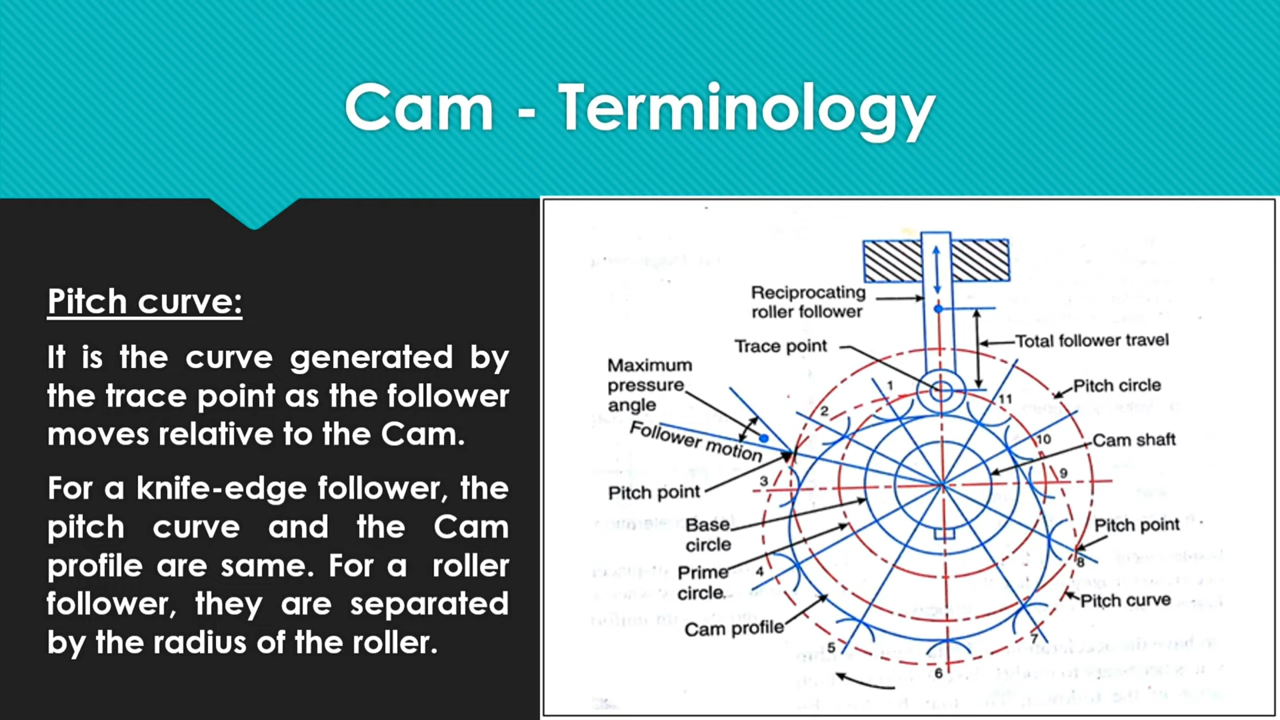 Cam - Terminology
Pitch curve:
It is the curve generated by
the trace point as the follower
moves relative to the Cam.
For a knife-edge follower, the
pitch curve and the Cam
profile are same. For a roller
follower, they are separated
by the radius of the roller.
Reciprocating
roller follower
Trace point
Total follower travel
Maximum
pressure
angle
Follower motion
Pitch circle
Cam shaft
Pitch point
Base
circle
Prime
circle.
Cam profile
Pitch point
Pitch curve
1
2
3
4
5
6
7
8
9
10
11